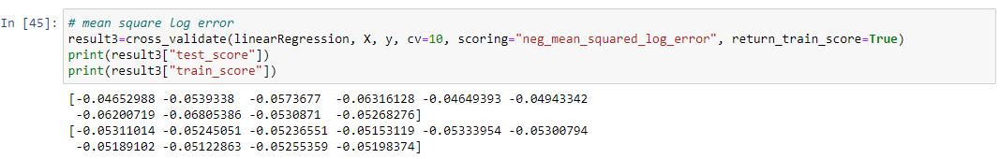 In [45]: # mean square log error
result3=cross_validate(linearRegression, X, y, cv=10, scoring="neg_mean_squared_log_error", return_train_score=True)
print(result3["test_score"])
print(result3["train_score"])
[-0.04652988 -0.0539338  -0.0573677  -0.06316128 -0.04649393 -0.04943342
 -0.06200719 -0.06805386 -0.0530871  -0.05268276]
[-0.05311014 -0.05245051 -0.05236551 -0.05153119 -0.05333954 -0.05300794
 -0.05189102 -0.05122863 -0.05255359 -0.05198374]